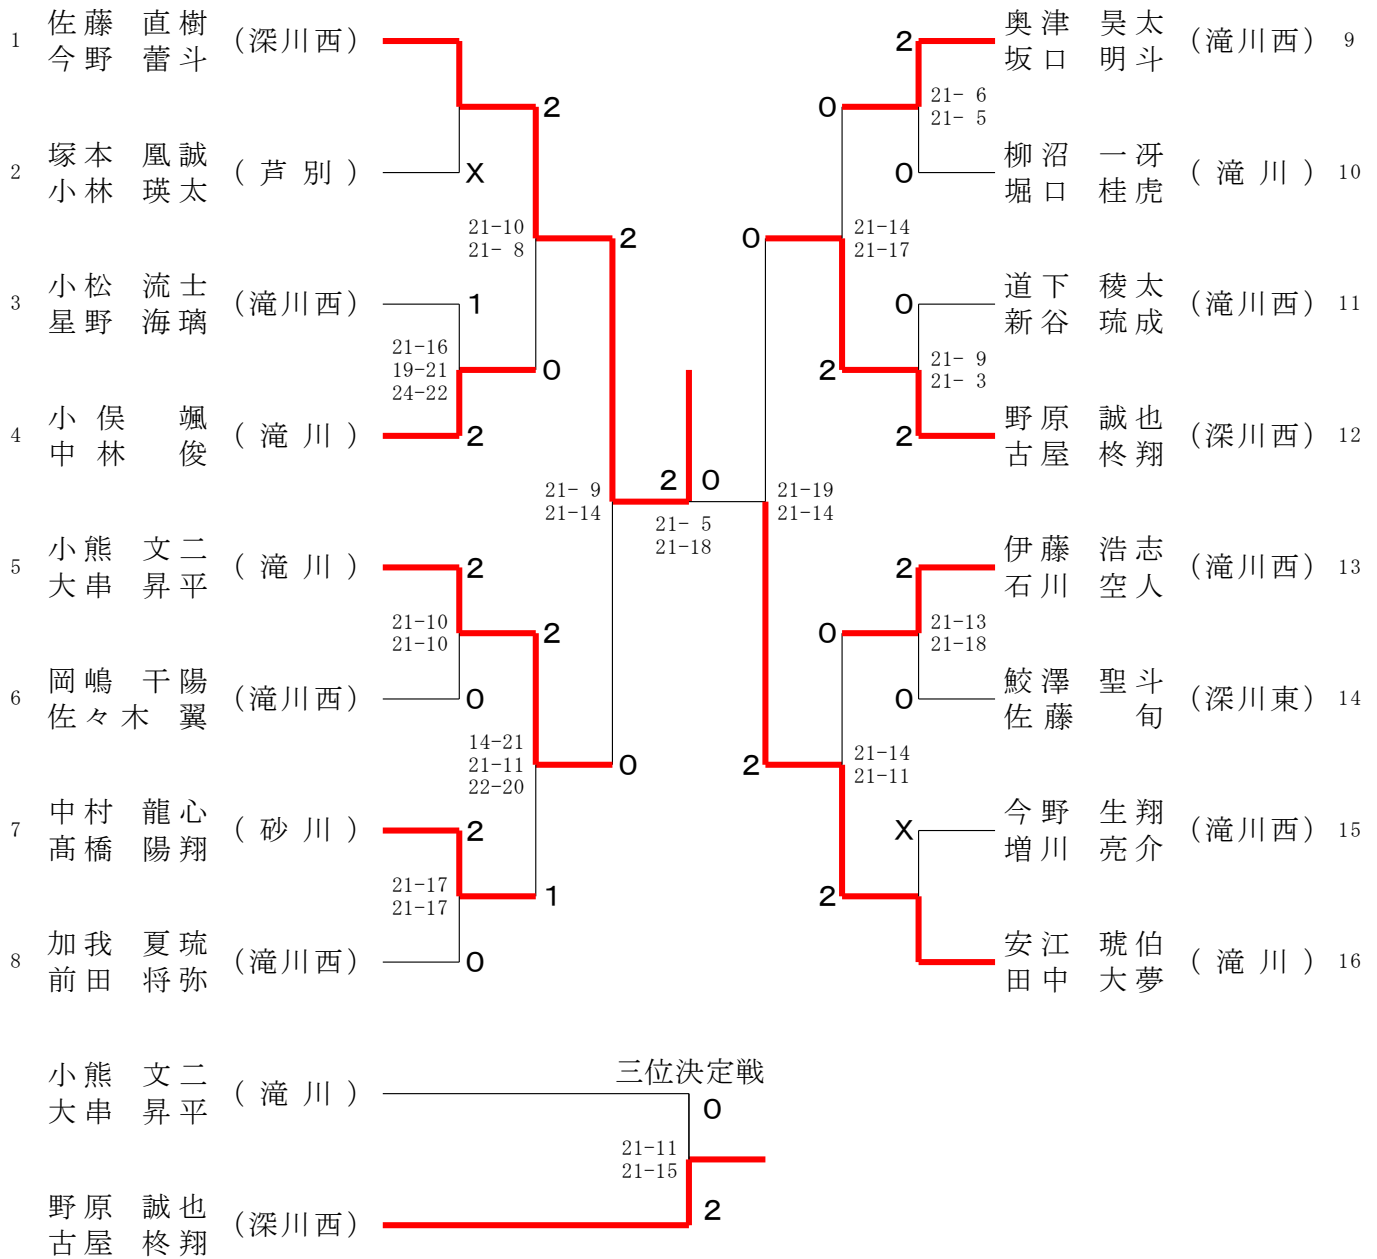 1 佐藤 直樹 (深川西)
今野 蕾斗
2 塚本 凰誠 (芦別) X
小林 瑛太
2
21-10
21- 8
3 小松 流士 (滝川西) 1
星野 海璃
21-16
19-21
24-22
0
4 小俣 颯 (滝川) 2
中林 俊
2
21- 9
21-14
5 小熊 文二 (滝川) 2
大串 昇平
21-10
21-10
2
6 岡嶋 干陽 (滝川西) 0
佐々木 翼
14-21
21-11
22-20
0
7 中村 龍心 (砂川) 2
髙橋 陽翔
21-17
21-17
1
8 加我 夏琉 (滝川西) 0
前田 将弥
2 0
21- 5
21-18
2 奥津 昊太 (滝川西) 9
坂口 明斗
0
21- 6
21- 5
0 柳沼 一冴 (滝川) 10
堀口 桂虎
0
21-14
21-17
0 道下 稜太 (滝川西) 11
新谷 琉成
2
21- 9
21- 3
2 野原 誠也 (深川西) 12
古屋 柊翔
21-19
21-14
2 伊藤 浩志 (滝川西) 13
石川 空人
0
21-13
21-18
0 鮫澤 聖斗 (深川東) 14
佐藤 旬
2
21-14
21-11
X 今野 生翔 (滝川西) 15
増川 亮介
2
安江 琥伯 (滝川) 16
田中 大夢
三位決定戦
小熊 文二 (滝川) 0
大串 昇平
21-11
21-15
野原 誠也 (深川西) 2
古屋 柊翔